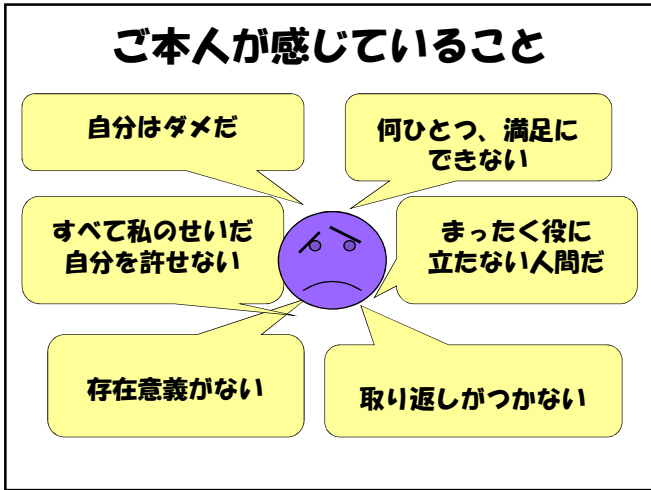 ご本人が感じていること
自分はダメだ
何ひとつ、満足に
できない
すべて私のせいだ
自分を許せない
まったく役に
立たない人間だ
存在意義がない
取り返しがつかない